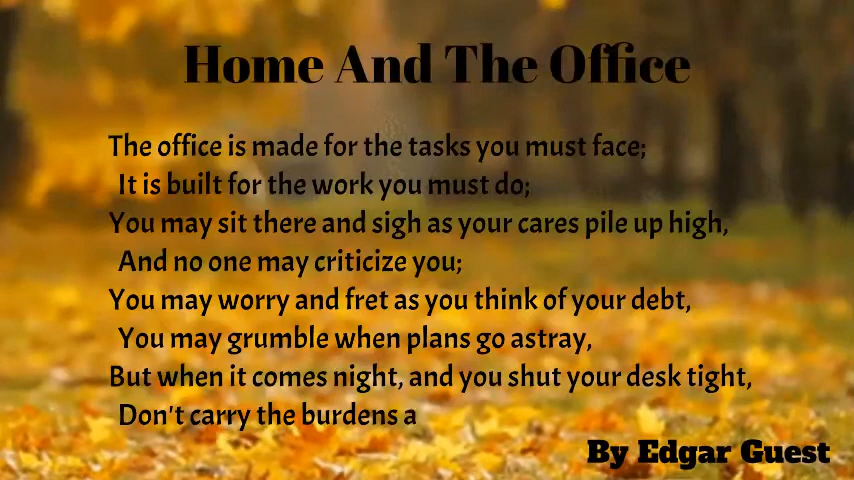 Home And The Office
The office is made for the tasks you must face;
It is built for the work you must do;
You may sit there and sigh as your cares pile up high,
And no one may criticize you;
You may worry and fret as you think of your debt,
You may grumble when plans go astray,
But when it comes night, and you shut your desk tight,
Don't carry the burdens a
By Edgar Guest